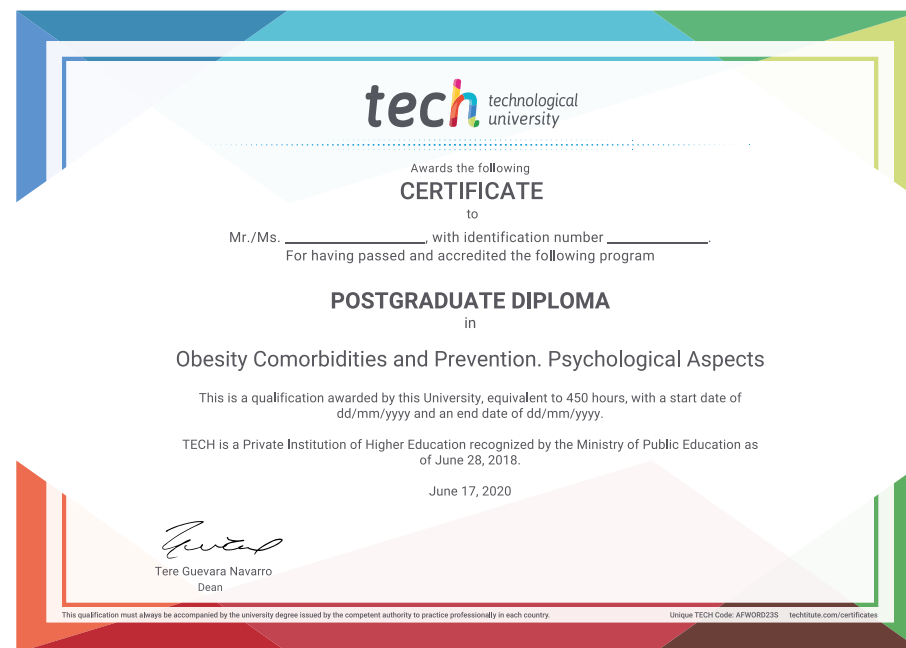 tech technological
university
Awards the following
CERTIFICATE
to
Mr./Ms. ____________________, with identification number ______________.
For having passed and accredited the following program
POSTGRADUATE DIPLOMA
in
Obesity Comorbidities and Prevention. Psychological Aspects
This is a qualification awarded by this University, equivalent to 450 hours, with a start date of
dd/mm/yyyy and an end date of dd/mm/yyyy.
TECH is a Private Institution of Higher Education recognized by the Ministry of Public Education as
of June 28, 2018.
June 17, 2020
Tere Guevara Navarro
Dean
This qualification must always be accompanied by the university degree issued by the competent authority to practice professionally in each country. Unique TECH Code: AFWORD23S techtitute.com/certificates